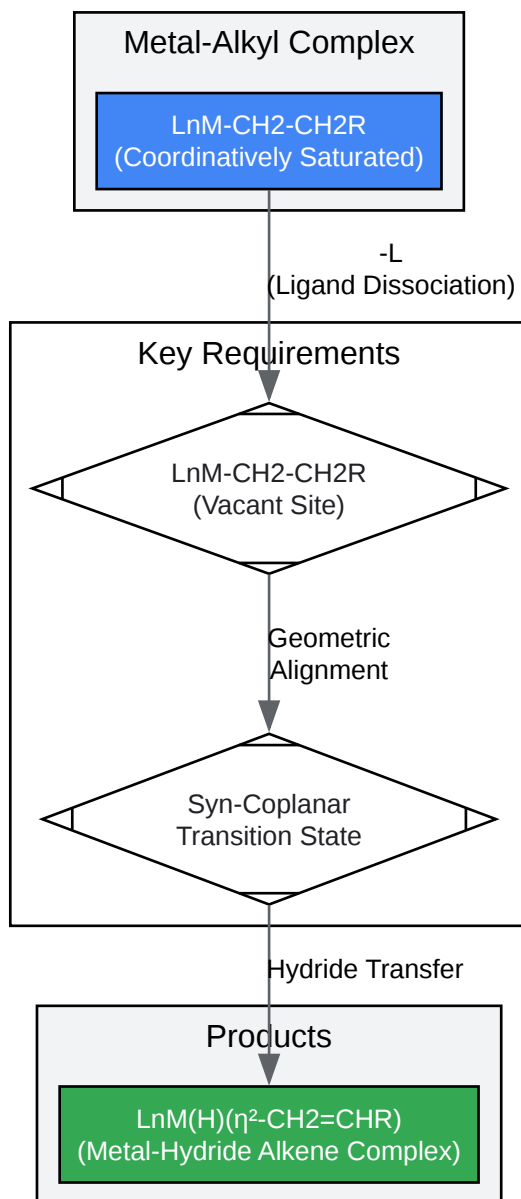 Metal-Alkyl Complex
LnM-CH2-CH2R
(Coordinatively Saturated)
-L
(Ligand Dissociation)
Key Requirements
LnM-CH2-CH2R
(Vacant Site)
Geometric
Alignment
Syn-Coplanar
Transition State
Hydride Transfer
Products
LnM(H)(η²-CH2=CHR)
(Metal-Hydride Alkene Complex)